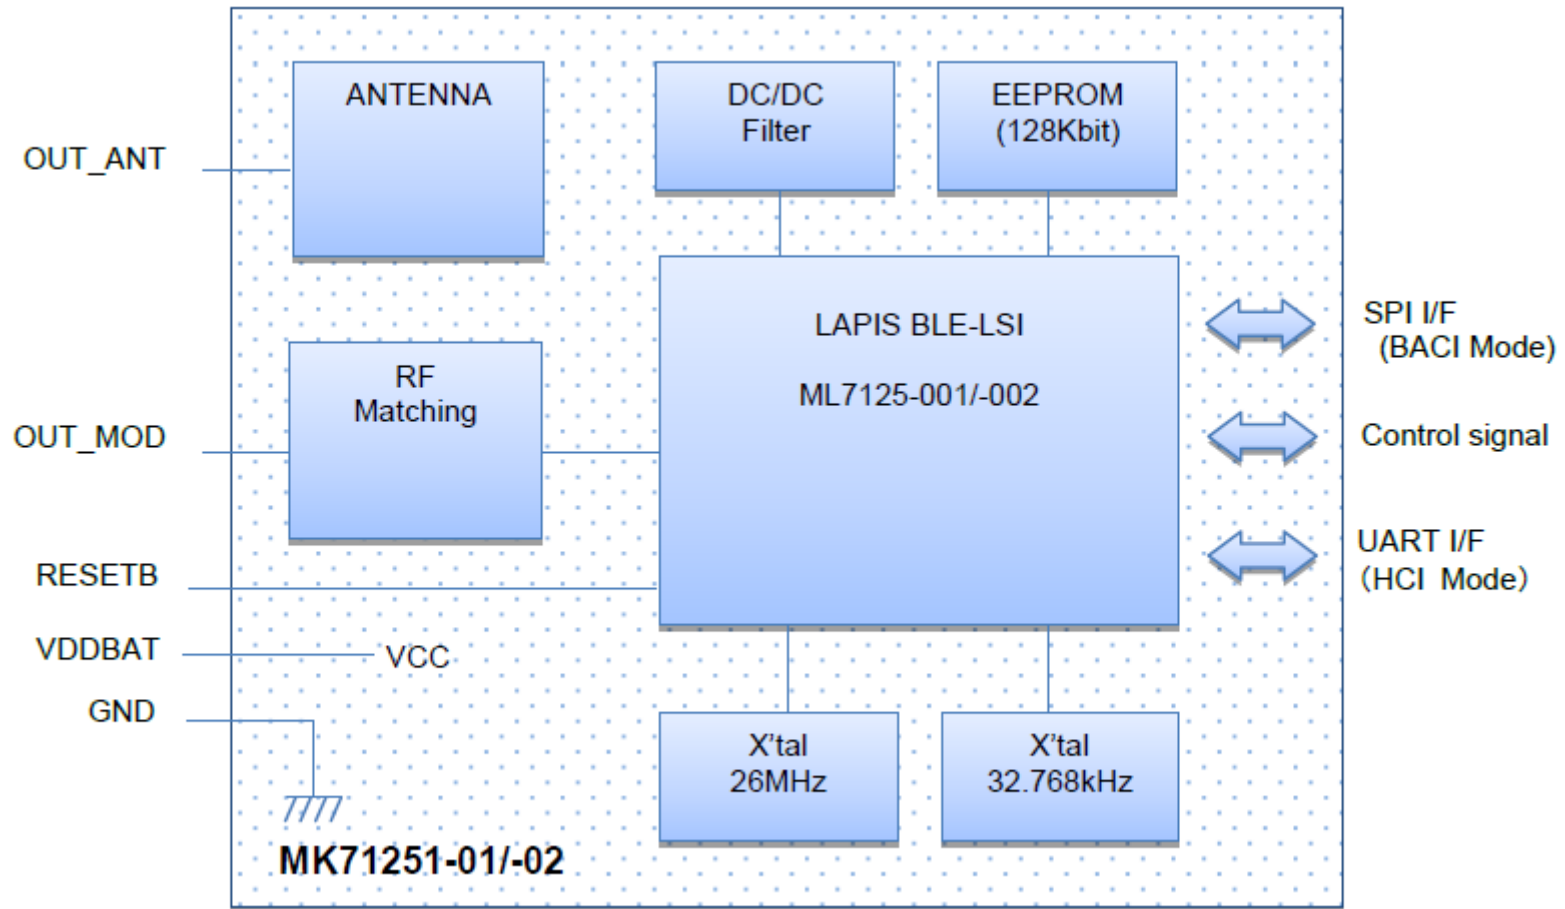 ANTENNA
DC/DC
Filter
EEPROM
(128Kbit)
OUT_ANT
LAPIS BLE-LSI
ML7125-001/-002
SPI I/F
(BACI Mode)
RF
Matching
OUT_MOD
Control signal
UART I/F
(HCI Mode)
RESETB
VDDBAT
VCC
GND
X'tal
26MHz
X'tal
32.768kHz
MK71251-01/-02